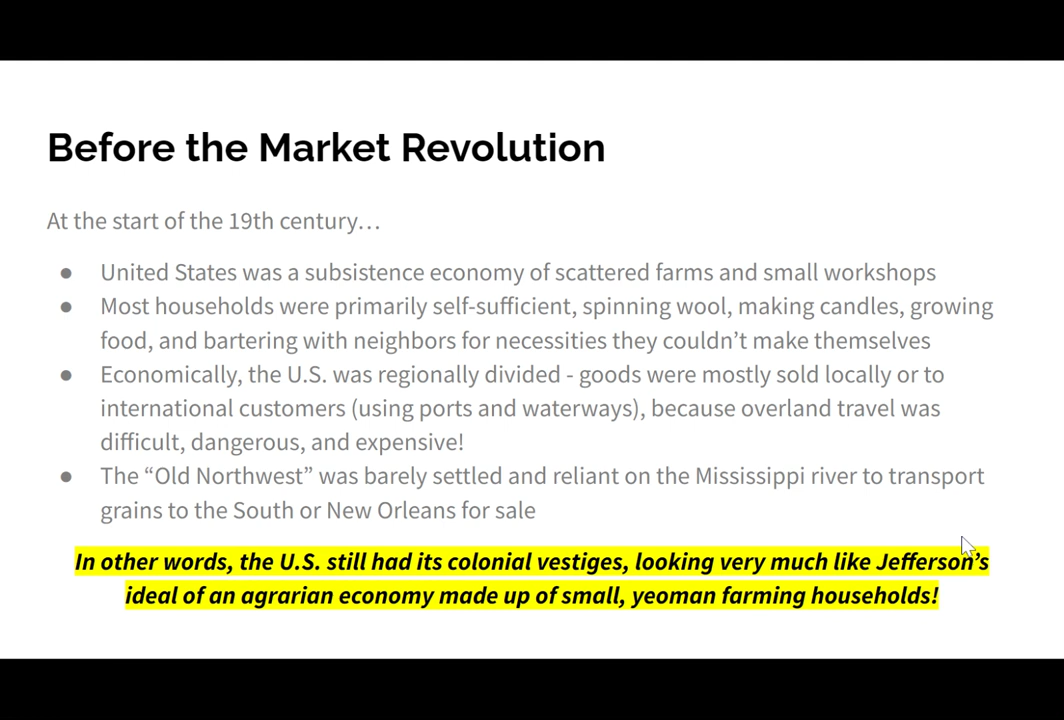 Before the Market Revolution
At the start of the 19th century…
● United States was a subsistence economy of scattered farms and small workshops
● Most households were primarily self-sufficient, spinning wool, making candles, growing
food, and bartering with neighbors for necessities they couldn’t make themselves
● Economically, the U.S. was regionally divided - goods were mostly sold locally or to
international customers (using ports and waterways), because overland travel was
difficult, dangerous, and expensive!
● The “Old Northwest” was barely settled and reliant on the Mississippi river to transport
grains to the South or New Orleans for sale
In other words, the U.S. still had its colonial vestiges, looking very much like Jefferson’s
ideal of an agrarian economy made up of small, yeoman farming households!